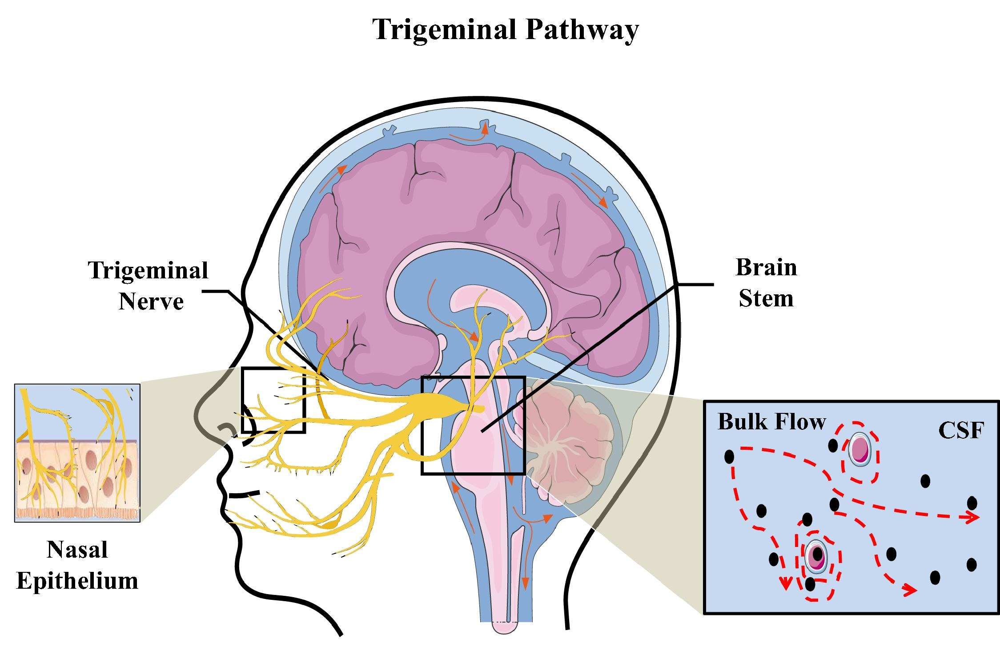 Trigeminal Pathway
Trigeminal
Nerve
Brain
Stem
Bulk Flow
CSF
Nasal
Epithelium